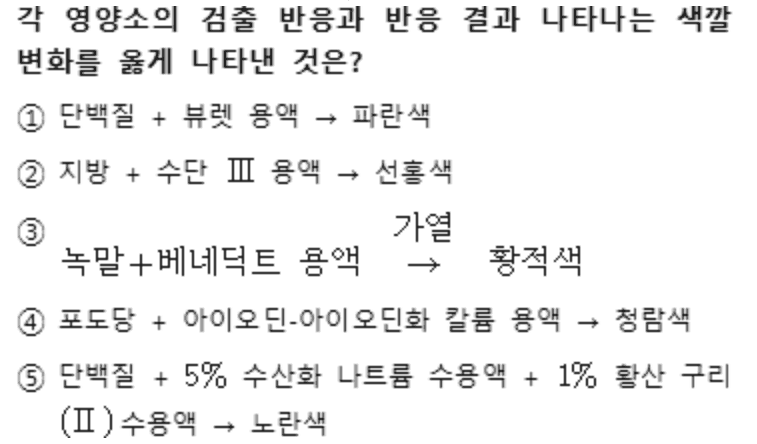 각 영양소의 검출 반응과 반응 결과 나타나는 색깔
변화를 옳게 나타낸 것은?
① 단백질 + 뷰렛 용액 → 파란색
② 지방 + 수단 Ⅲ 용액 → 선홍색
③ 녹말+베네딕트 용액 가열 → 황적색
④ 포도당 + 아이오딘-아이오딘화 칼륨 용액 → 청람색
⑤ 단백질 + 5% 수산화 나트륨 수용액 + 1% 황산 구리
(Ⅱ)수용액 → 노란색